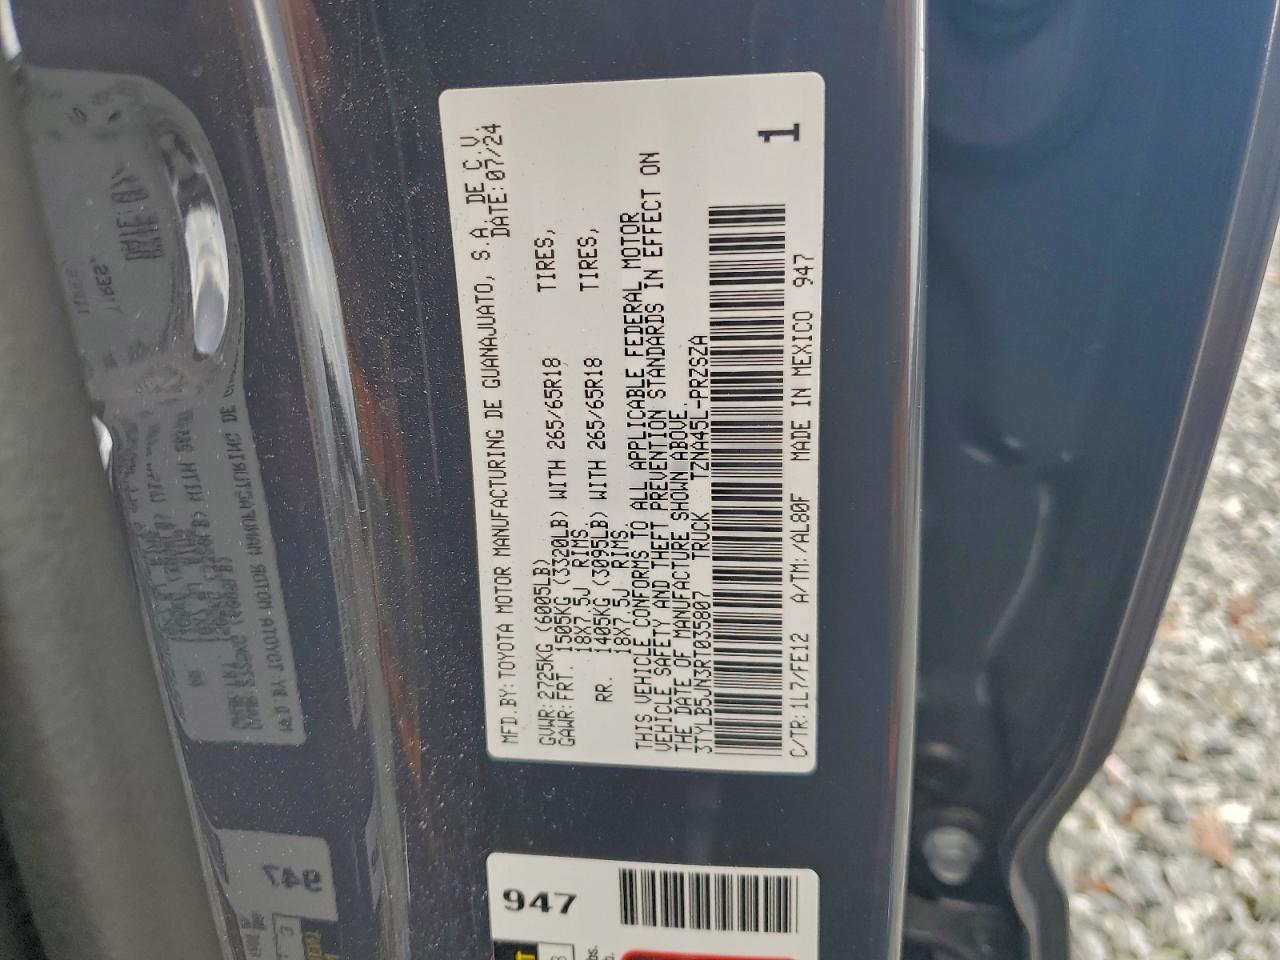 MFD.BY:TOYOTA MOTOR MANUFACTURING DE GUANAJUATO, S.A. DE C.V.
DATE:07/24
GVWR:2725KG (6005LB)
GAWR:FRT. 1505KG (3320LB) WITH 265/65R18 TIRES,
18X7.5J RIMS
RR. 1405KG (3095LB) WITH 265/65R18 TIRES,
18X7.5J RIMS.
THIS VEHICLE CONFORMS TO ALL APPLICABLE FEDERAL MOTOR
VEHICLE SAFETY AND THEFT PREVENTION STANDARDS IN EFFECT ON
THE DATE OF MANUFACTURE SHOWN ABOVE.
3TYLB5JN3RT035807 TRUCK TZNA45L-PRZSZA
C/TR:1L7/FE12 A/TM:/AL80F MADE IN MEXICO 947
1
947